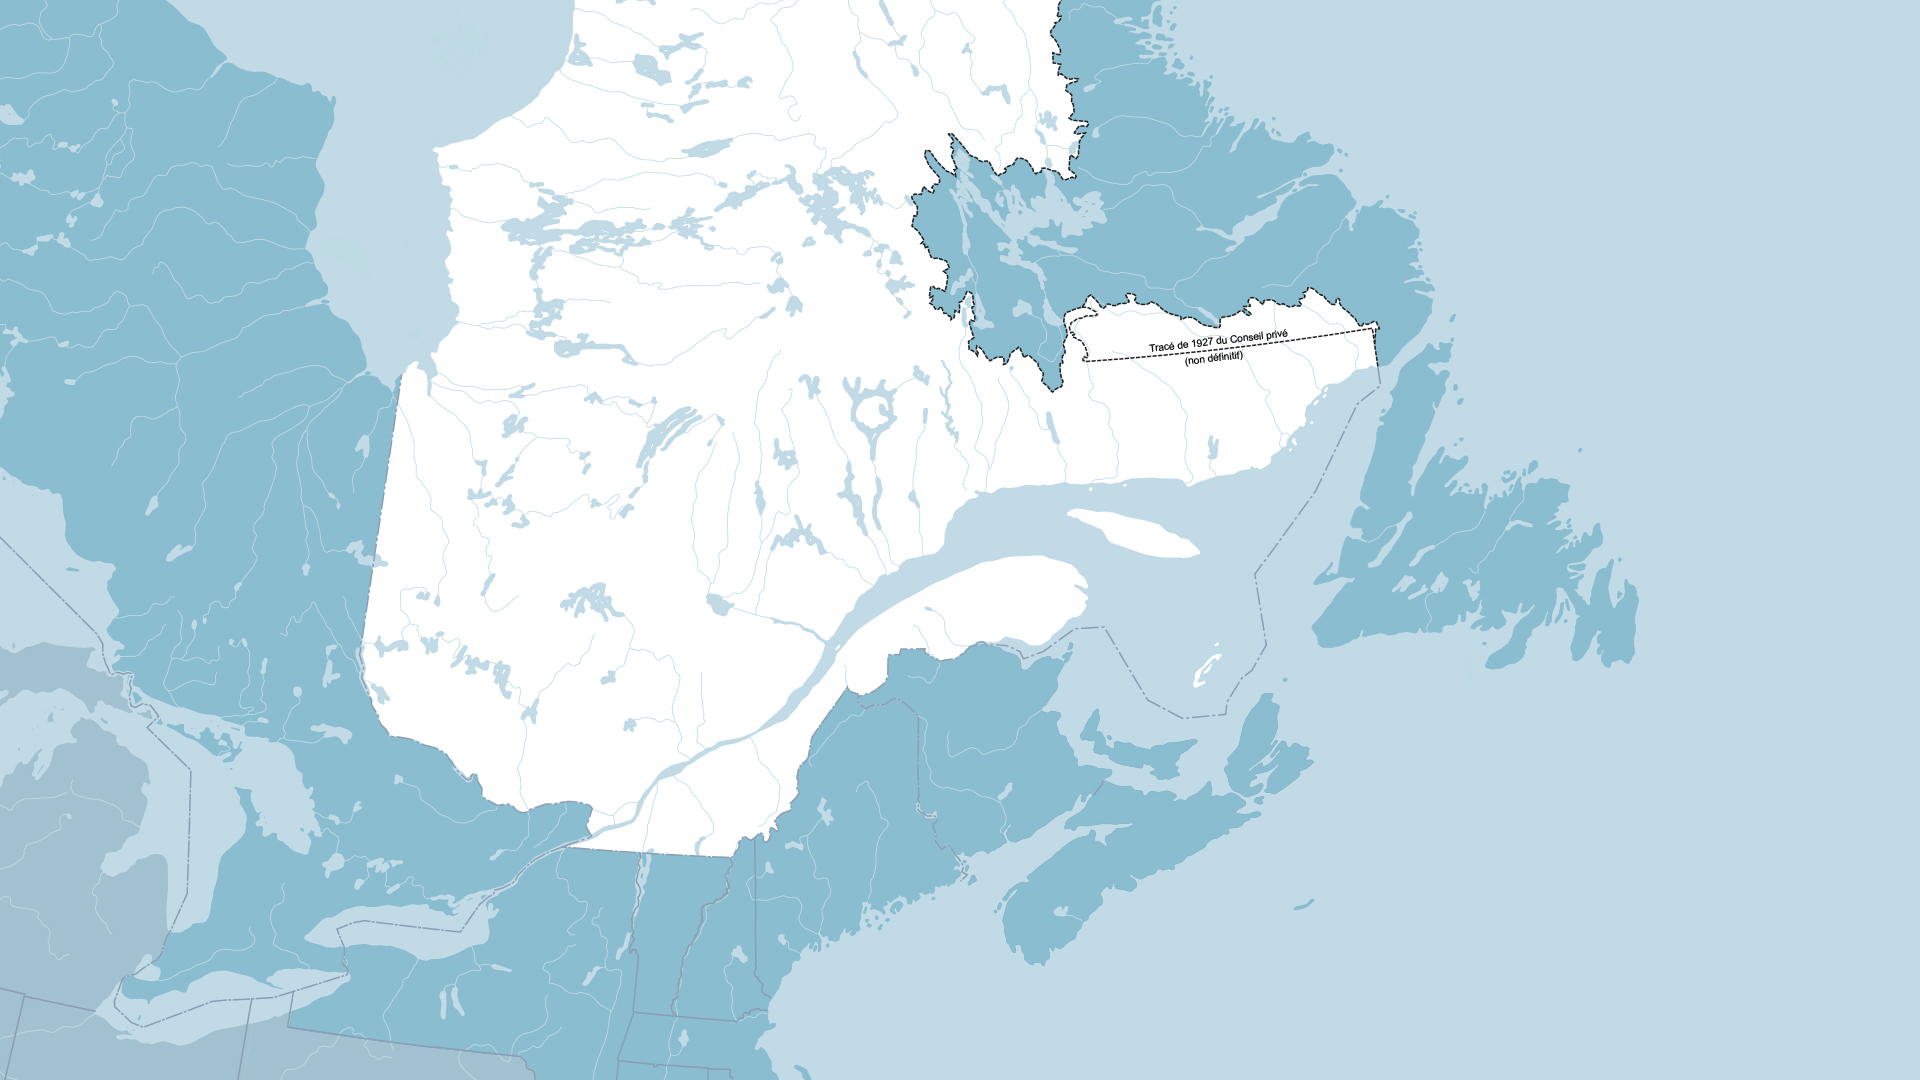 Tracé de 1927 du Conseil privé
(non définitif)